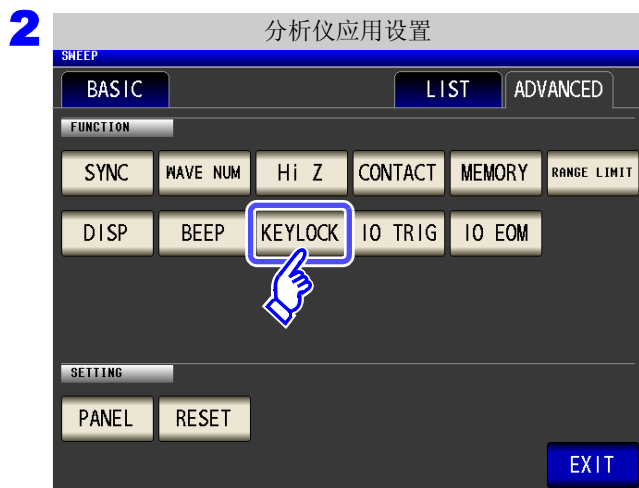 2
分析仪应用设置
SWEEP
BASIC LIST ADVANCED
FUNCTION
SYNC WAVE NUM Hi Z CONTACT MEMORY RANGE LIMIT
DISP BEEP KEYLOCK IO TRIG IO EOM
SETTING
PANEL RESET
EXIT